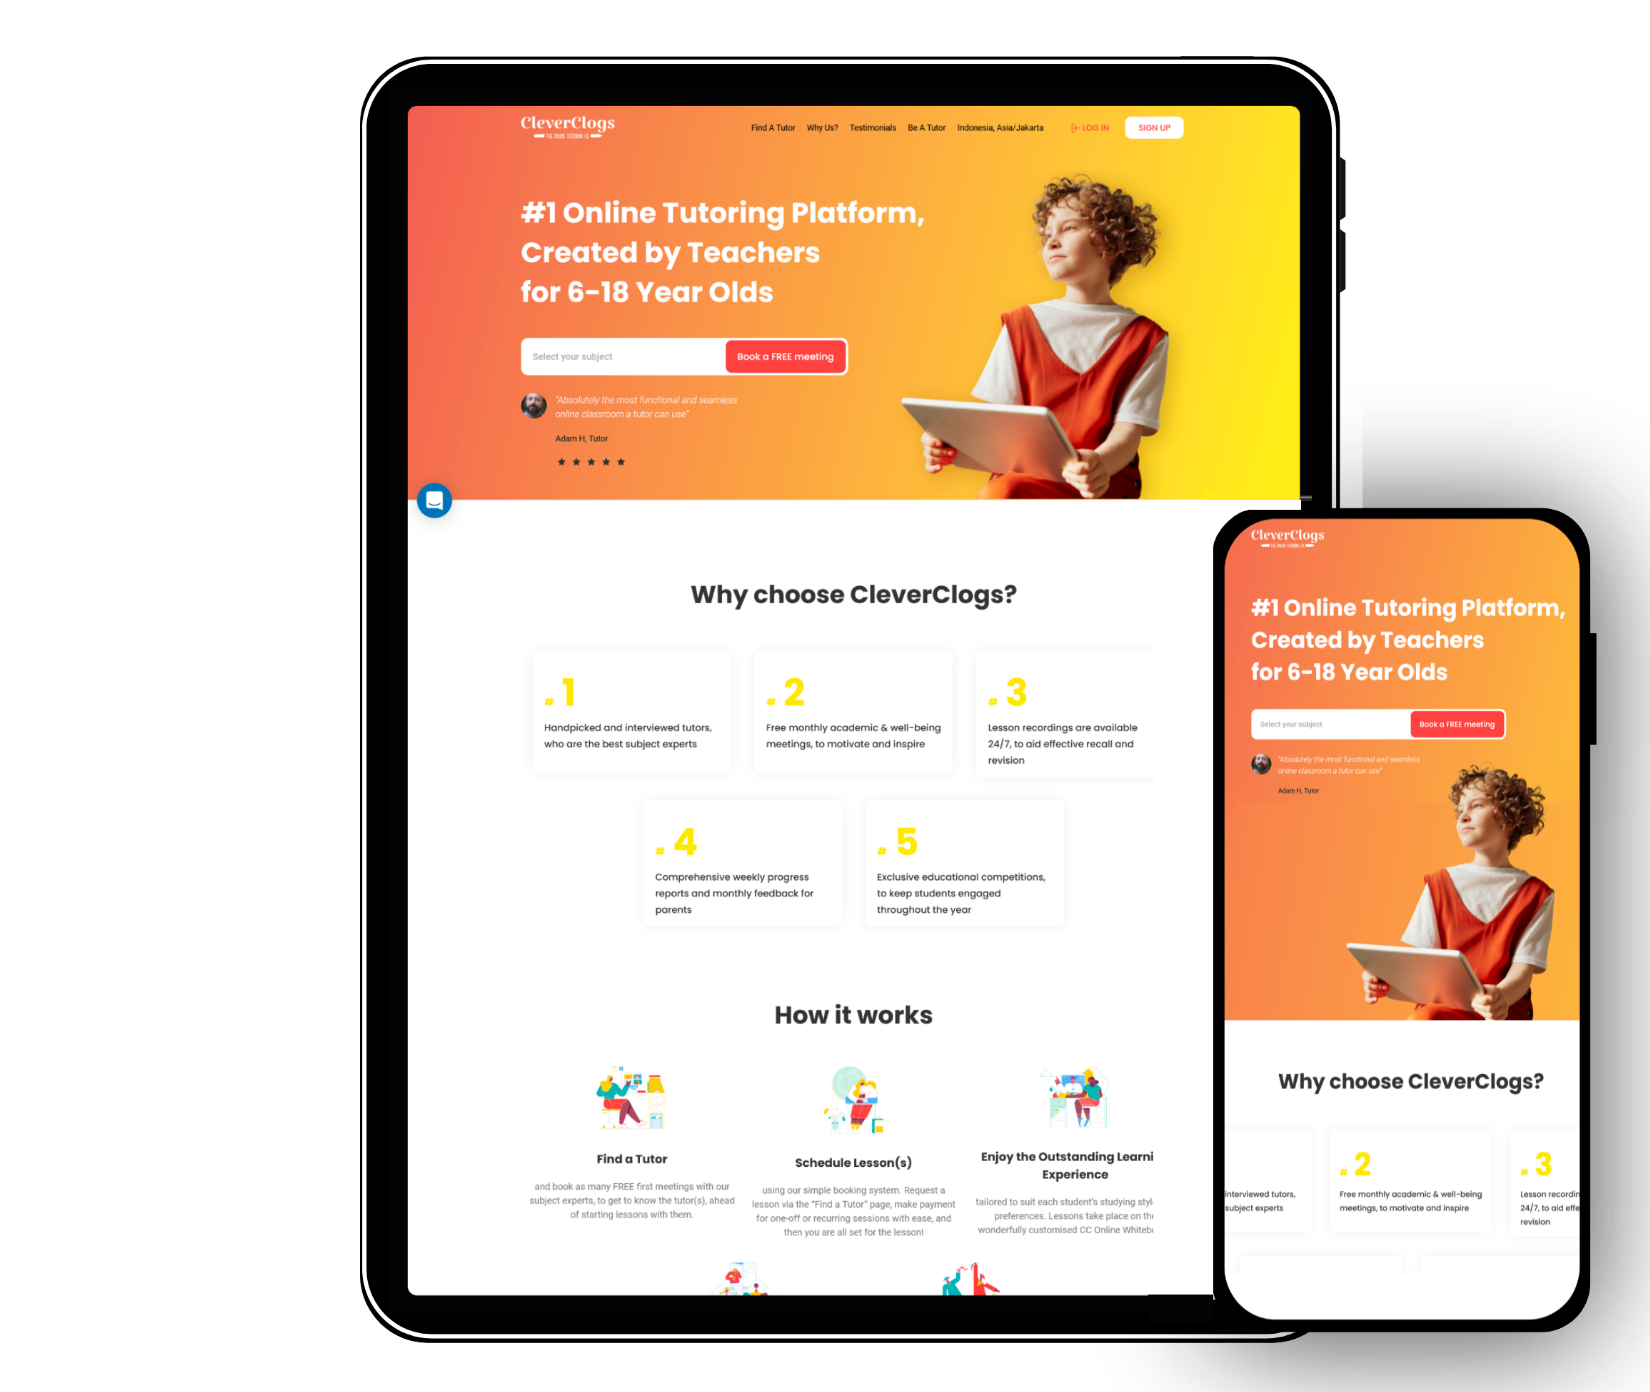 CleverClogs
THE ONLINE TUTORING CO
Find A Tutor Why Us? Testimonials Be A Tutor Indonesia, Asia/Jakarta LOG IN SIGN UP
#1 Online Tutoring Platform,
Created by Teachers
for 6-18 Year Olds
Select your subject Book a FREE meeting
"Absolutely the most functional and seamless
online classroom a tutor can use"
Adam H, Tutor
Why choose CleverClogs?
# 1
Handpicked and interviewed tutors,
who are the best subject experts
# 2
Free monthly academic & well-being
meetings, to motivate and inspire
# 3
Lesson recordings are available
24/7, to aid effective recall and
revision
# 4
Comprehensive weekly progress
reports and monthly feedback for
parents
# 5
Exclusive educational competitions,
to keep students engaged
throughout the year
How it works
Find a Tutor
and book as many FREE first meetings with our
subject experts, to get to know the tutor(s), ahead
of starting lessons with them.
Schedule Lesson(s)
using our simple booking system. Request a
lesson via the "Find a Tutor" page, make payment
for one-off or recurring sessions with ease, and
then you are all set for the lesson!
Enjoy the Outstanding Learni
Experience
tailored to suit each student's studying styl
preferences. Lessons take place on the
wonderfully customised CC Online Whiteb
CleverClogs
THE ONLINE TUTORING CO
#1 Online Tutoring Platform,
Created by Teachers
for 6-18 Year Olds
Select your subject Book a FREE meeting
"Absolutely the most functional and seamless
online classroom a tutor can use"
Adam H, Tutor
Why choose CleverClogs?
interviewed tutors,
subject experts
# 2
Free monthly academic & well-being
meetings, to motivate and inspire
# 3
Lesson recordin
24/7, to aid effe
revision